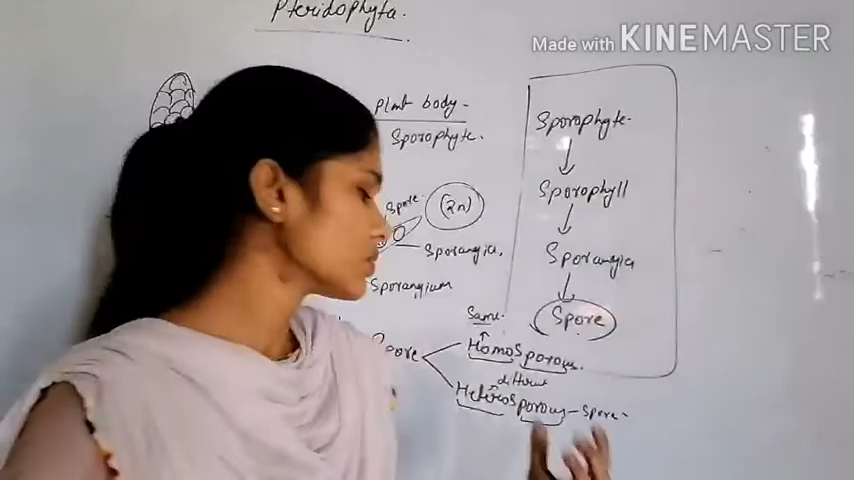 Pteridophyta.
Made with KINEMASTER
Plant body -
Sporophyte.
Spore
(2n)
Sporangia.
Sporangium
Spore
Same
Homosporous
different
Heterosporous - Spore
Sporophyte
Sporophyll
Sporangia
Spore